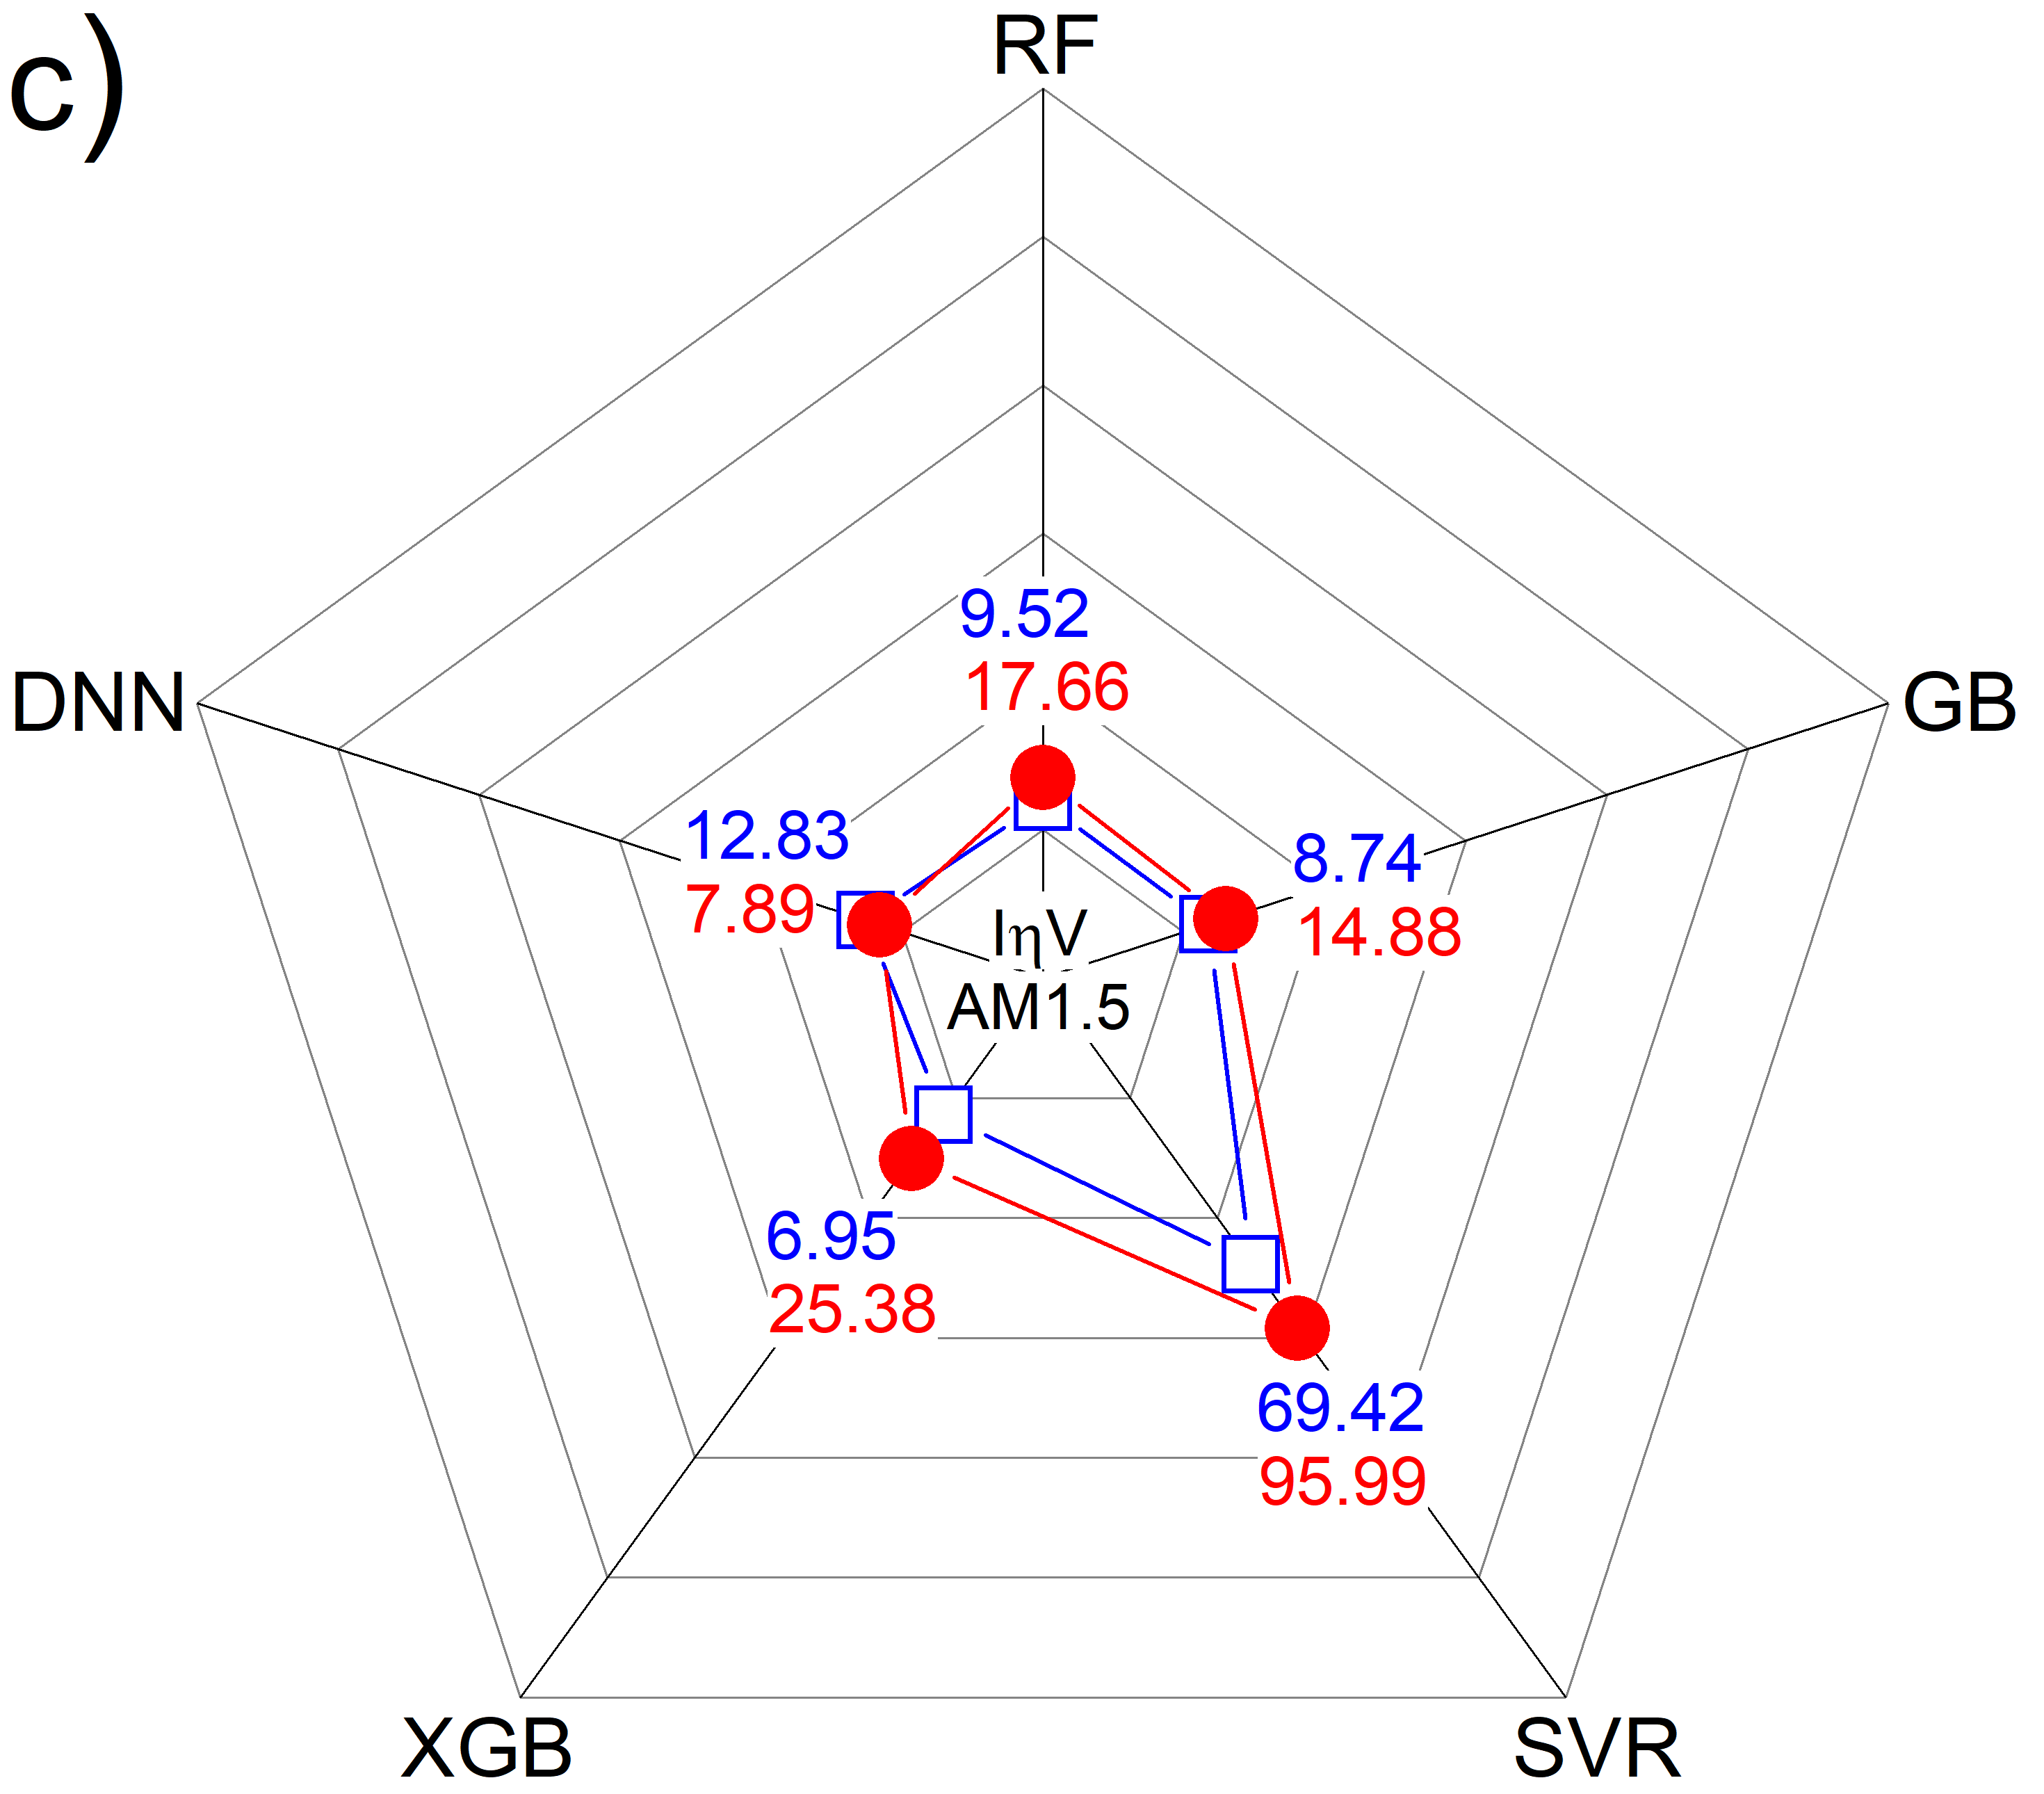 c)
RF
DNN
GB
9.52
17.66
12.83
7.89
8.74
14.88
IηV
AM1.5
6.95
25.38
69.42
95.99
XGB
SVR